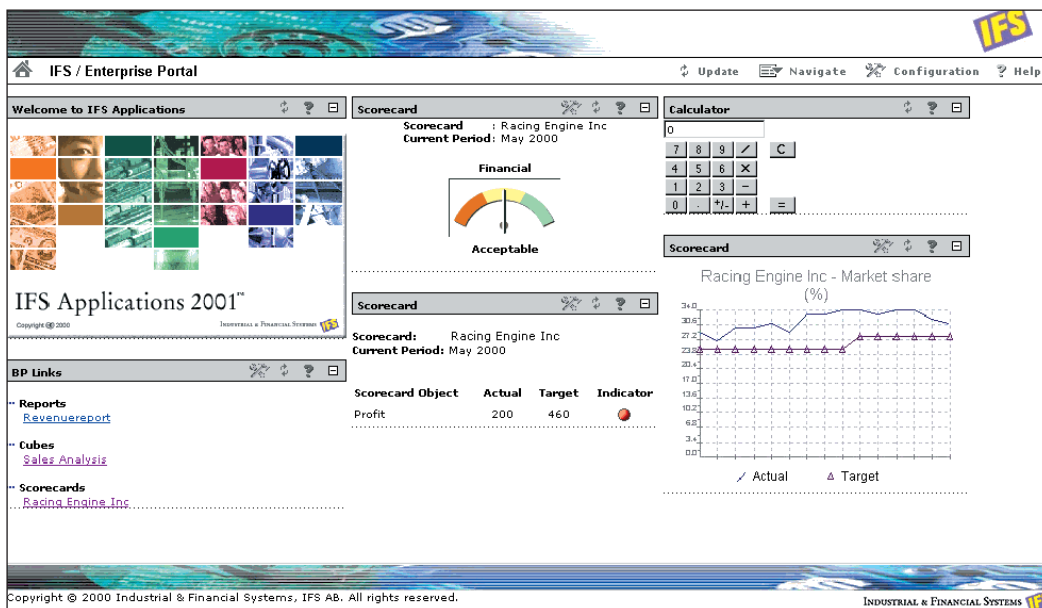 IFS
IFS / Enterprise Portal
Update Navigate Configuration ? Help
Welcome to IFS Applications
IFS Applications 2001™
Copyright © 2000 INDUSTRIAL & FINANCIAL SYSTEMS IFS
BP Links
Reports
Revenuereport
Cubes
Sales Analysis
Scorecards
Racing Engine Inc
Scorecard
Scorecard : Racing Engine Inc
Current Period: May 2000
Financial
Acceptable
Scorecard
Scorecard: Racing Engine Inc
Current Period: May 2000
Scorecard Object Actual Target Indicator
Profit 200 460
Calculator
0
7 8 9 / C
4 5 6 X
1 2 3 -
0 . +/- + =
Scorecard
Racing Engine Inc - Market share
(%)
34.0
30.6
27.2
23.8
20.4
17.0
13.6
10.2
6.8
3.4
0.0
Actual Target
Copyright © 2000 Industrial & Financial Systems, IFS AB. All rights reserved.
INDUSTRIAL & FINANCIAL SYSTEMS IFS